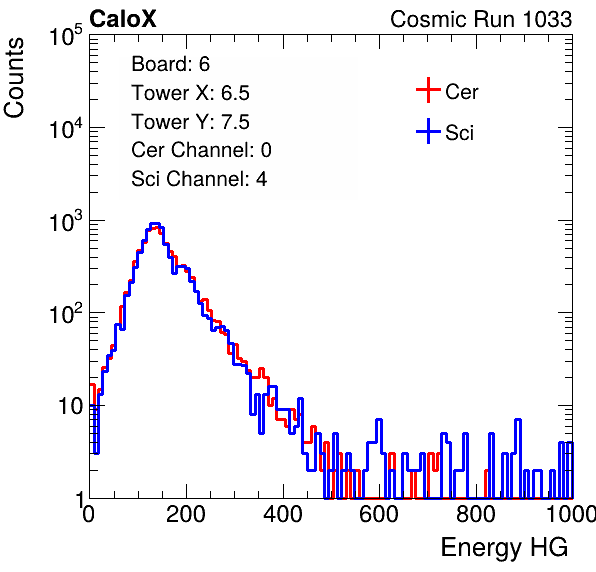 CaloX Cosmic Run 1033
Counts
10^5
10^4
10^3
10^2
10
1
Board: 6
Tower X: 6.5
Tower Y: 7.5
Cer Channel: 0
Sci Channel: 4
Cer
Sci
0 200 400 600 800 1000
Energy HG